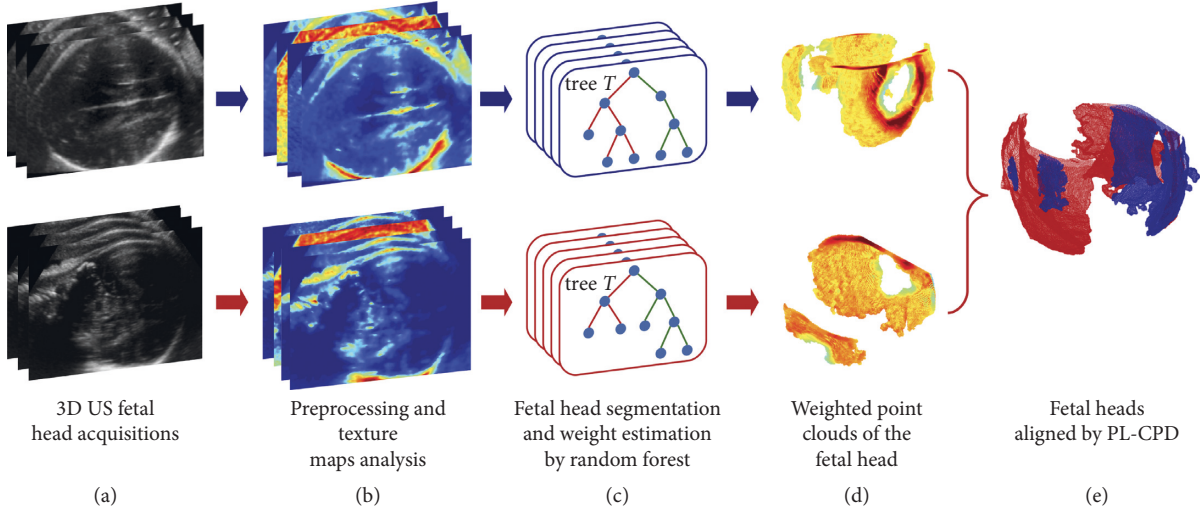 tree T
tree T
3D US fetal
head acquisitions
(a)
Preprocessing and
texture
maps analysis
(b)
Fetal head segmentation
and weight estimation
by random forest
(c)
Weighted point
clouds of the
fetal head
(d)
Fetal heads
aligned by PL-CPD
(e)